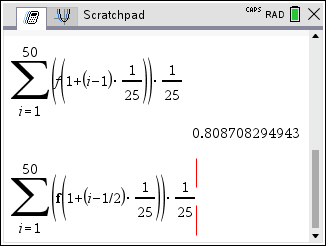 Scratchpad
CAPS RAD
50
∑ (f(1+(i−1)· 1/25))· 1/25
i=1
0.808708294943
50
∑ (f(1+(i−1/2)· 1/25))· 1/25
i=1